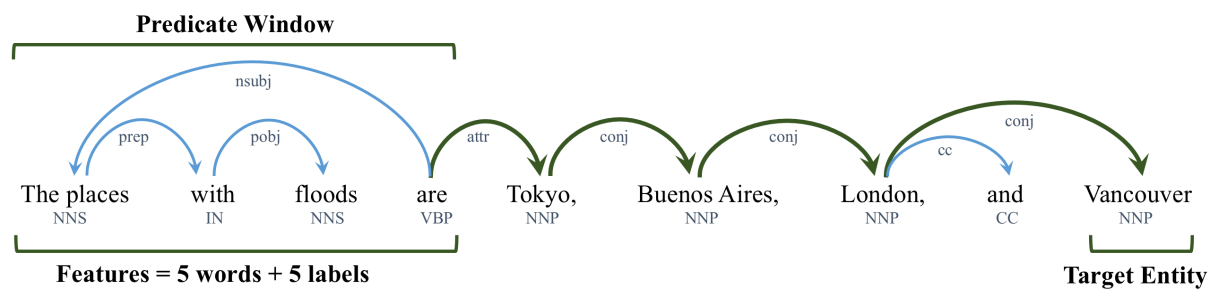 Predicate Window
nsubj
prep pobj attr conj conj cc conj
The places with floods are Tokyo, Buenos Aires, London, and Vancouver
NNS IN NNS VBP NNP NNP NNP CC NNP
Features = 5 words + 5 labels
Target Entity